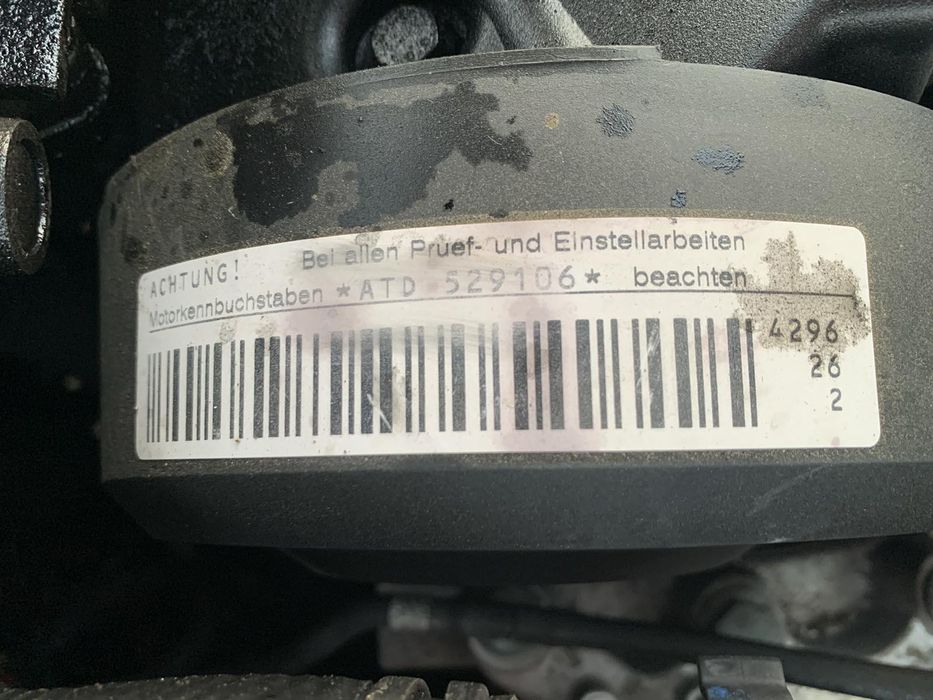 ACHTUNG! Bei allen Pruef- und Einstellarbeiten
Motorkennbuchstaben *ATD 529106* beachten
4296
26
2